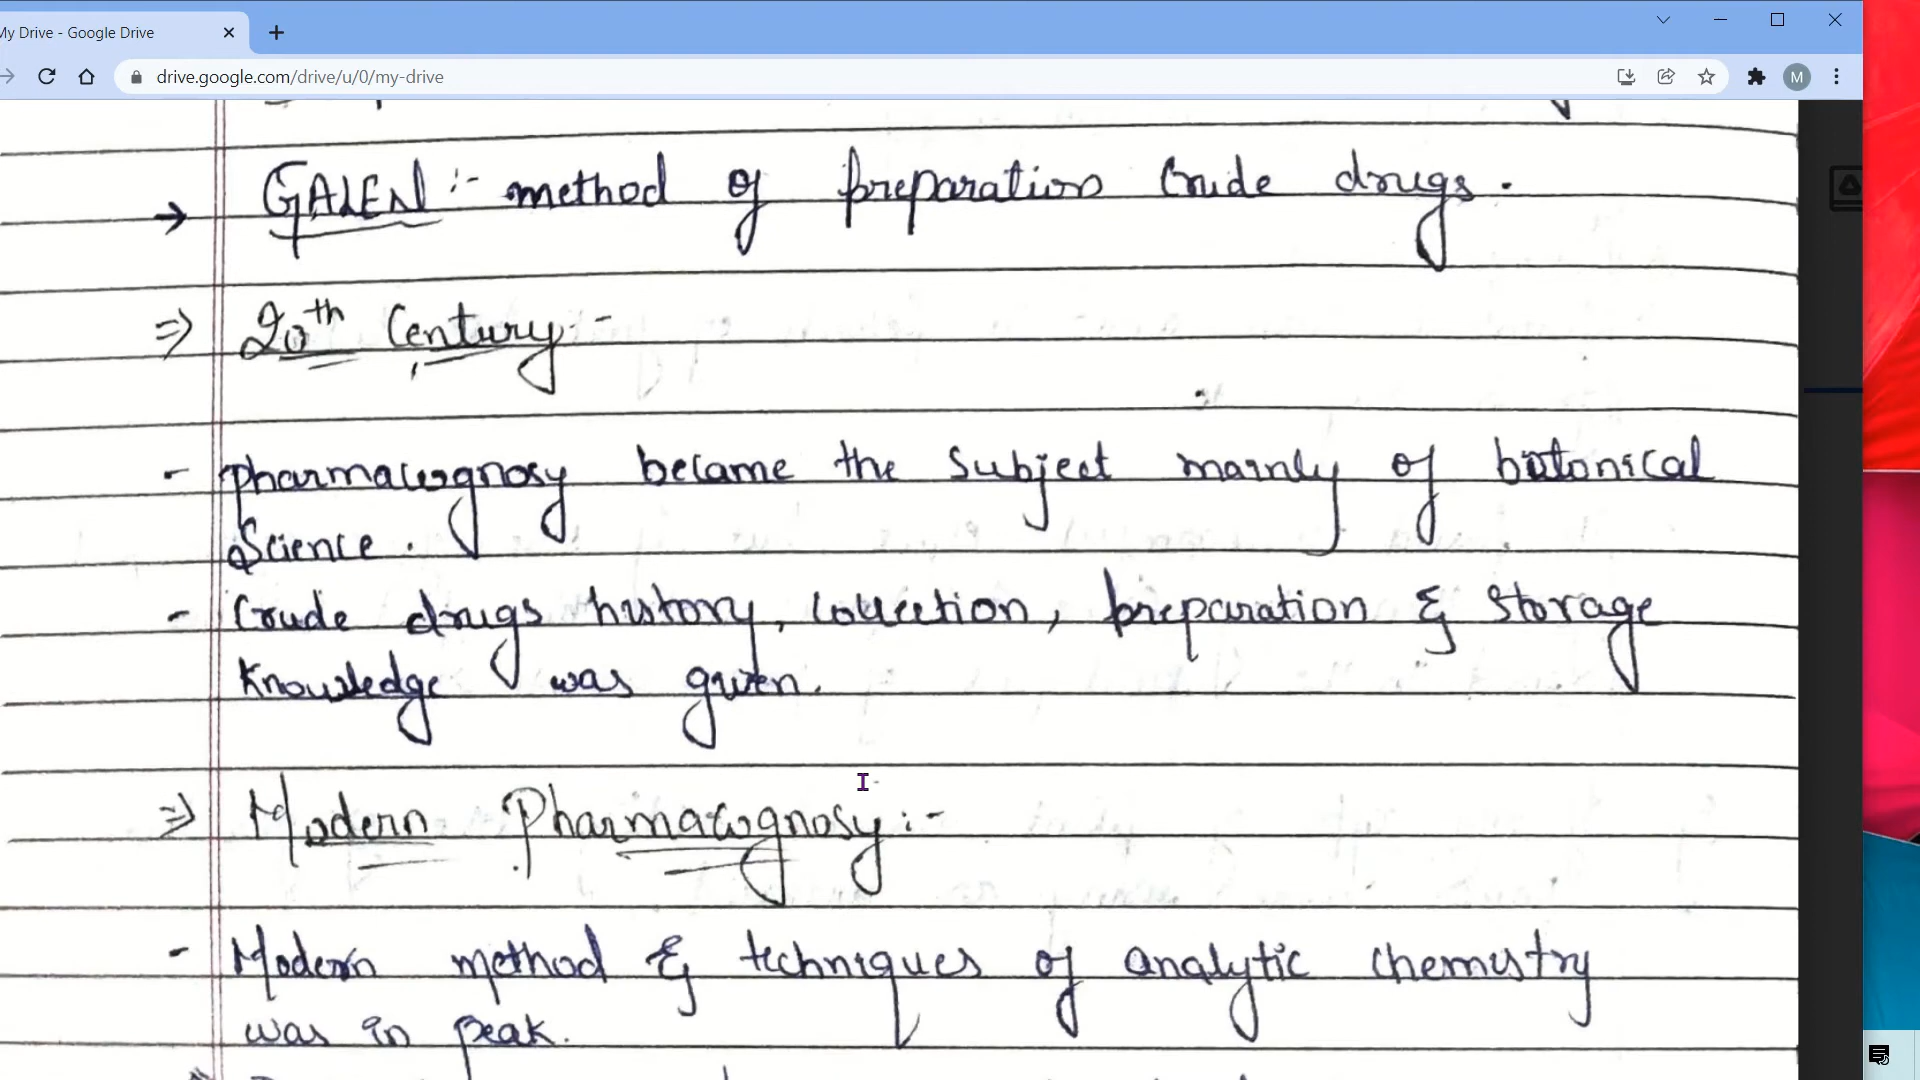 My Drive - Google Drive
drive.google.com/drive/u/0/my-drive
M
→ GALEN :- method of preparation Crude drugs.
⇒ 20th Century:-
- pharmacognosy became the subject mainly of botonical
Science.
- Crude drugs history, collection, preparation & storage
knowledge was given.
⇒ Modern Pharmacognosy:-
- Modern method & techniques of analytic chemistry
was in peak.